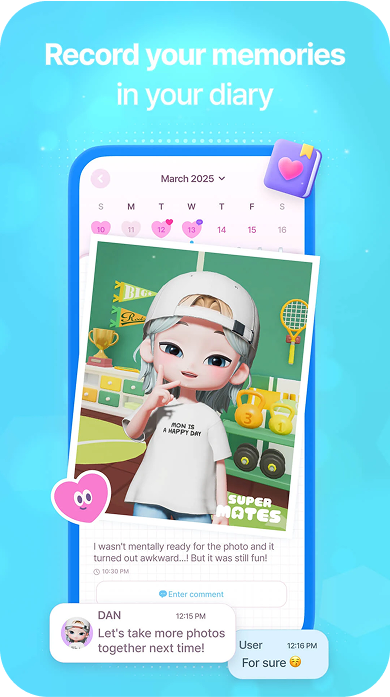 Record your memories
in your diary
March 2025
S M T W T F S
10 11 12 13 14 15 16
MON IS
A HAPPY DAY
3
2
SUPER
MATES
I wasn't mentally ready for the photo and it
turned out awkward...! But it was still fun!
10:30 PM
Enter comment
DAN 12:15 PM
Let's take more photos
together next time!
User 12:16 PM
For sure 😚